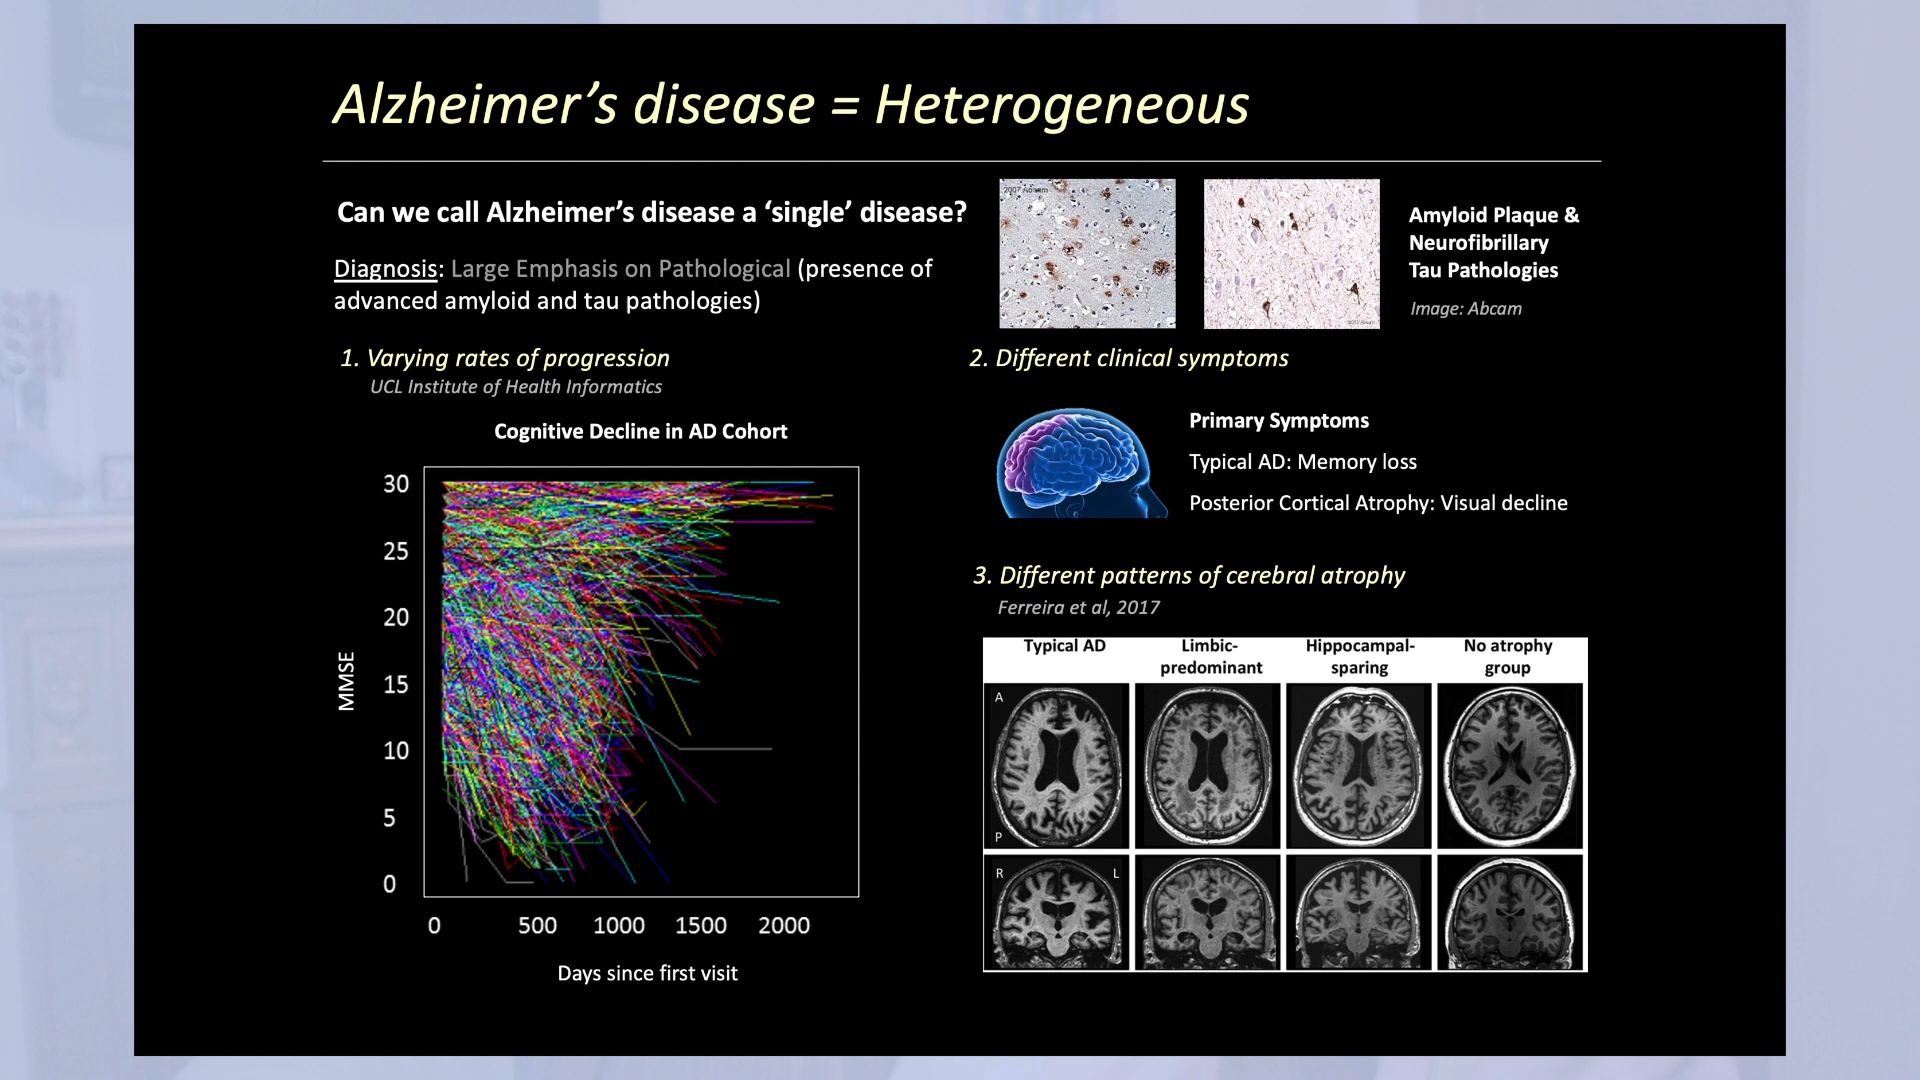 Alzheimer’s disease = Heterogeneous
Can we call Alzheimer’s disease a ‘single’ disease?
Diagnosis: Large Emphasis on Pathological (presence of
advanced amyloid and tau pathologies)
2007 Abcam
Amyloid Plaque &
Neurofibrillary
Tau Pathologies
Image: Abcam
1. Varying rates of progression
UCL Institute of Health Informatics
Cognitive Decline in AD Cohort
30
25
20
15
10
5
0
MMSE
0 500 1000 1500 2000
Days since first visit
2. Different clinical symptoms
Primary Symptoms
Typical AD: Memory loss
Posterior Cortical Atrophy: Visual decline
3. Different patterns of cerebral atrophy
Ferreira et al, 2017
Typical AD
Limbic-
predominant
Hippocampal-
sparing
No atrophy
group
A
P
R L